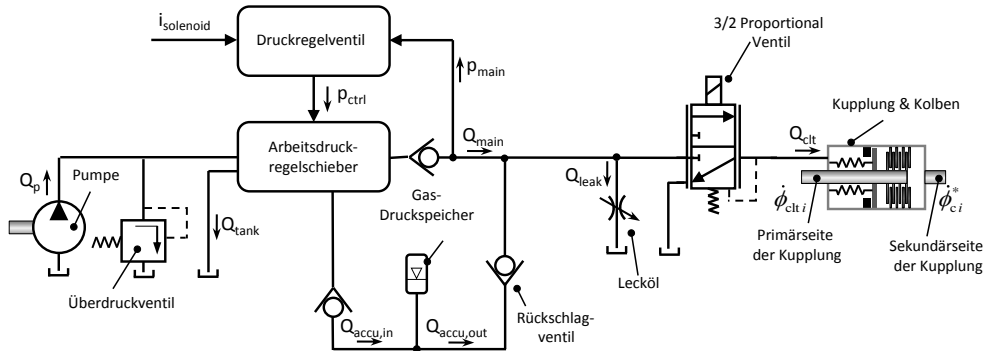 3/2 Proportional
Ventil
i_solenoid
Druckregelventil
p_main
p_ctrl
Kupplung & Kolben
Arbeitsdruck-
regelschieber
Q_main
Q_clt
Q_p
Pumpe
Gas-
Druckspeicher
Q_leak
Q_tank
ϕ̇_clt i
ϕ̇*_c i
Primärseite
der Kupplung
Sekundärseite
der Kupplung
Lecköl
Überdruckventil
Rückschlag-
ventil
Q_accu,in
Q_accu,out